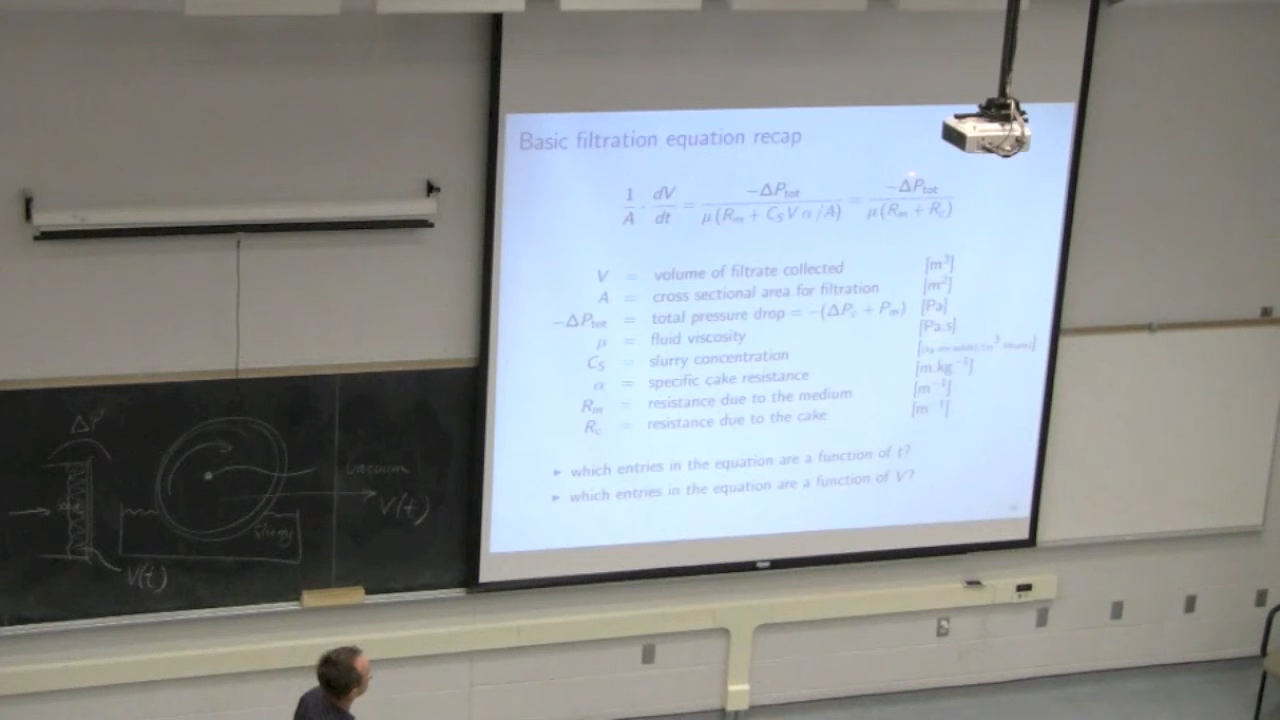 Basic filtration equation recap
1/A · dV/dt = -ΔP_tot / μ(R_m + C_S V α/A) = -ΔP_tot / μ(R_m + R_c)
V = volume of filtrate collected [m³]
A = cross sectional area for filtration [m²]
-ΔP_tot = total pressure drop = -(ΔP_c + P_m) [Pa]
μ = fluid viscosity [Pa.s]
C_S = slurry concentration
α = specific cake resistance [m.kg⁻¹]
R_m = resistance due to the medium [m⁻¹]
R_c = resistance due to the cake [m⁻¹]
► which entries in the equation are a function of t?
► which entries in the equation are a function of V?
ΔP
Vacuum
V(t)
Slurry
V(t)